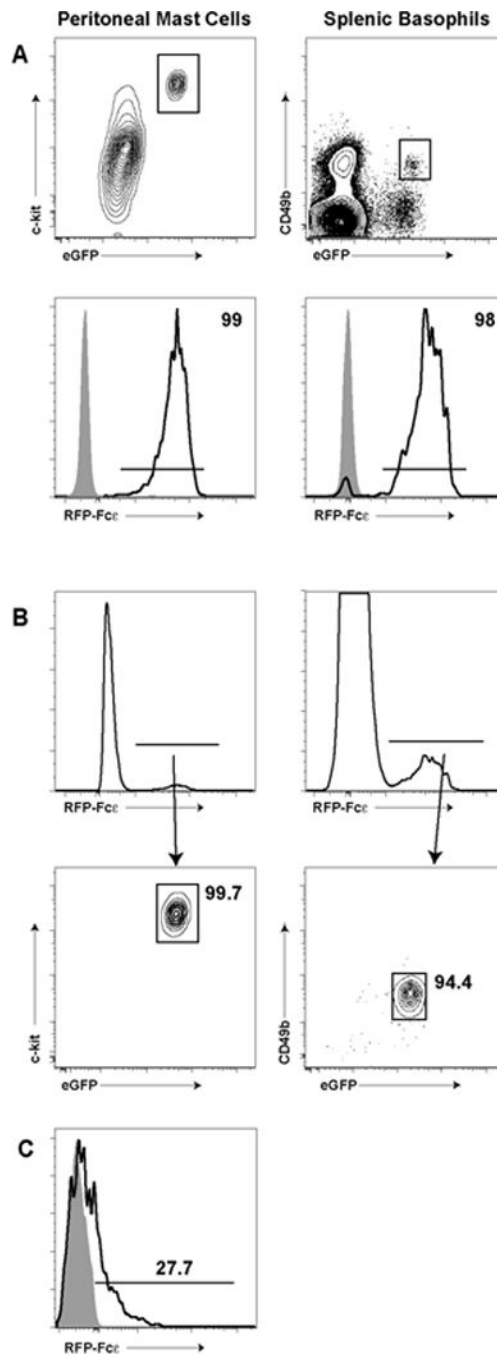 Peritoneal Mast Cells
Splenic Basophils
A
c-kit
eGFP
CD49b
eGFP
99
RFP-Fcε
98
RFP-Fcε
B
RFP-Fcε
RFP-Fcε
99.7
c-kit
eGFP
94.4
CD49b
eGFP
C
27.7
RFP-Fcε